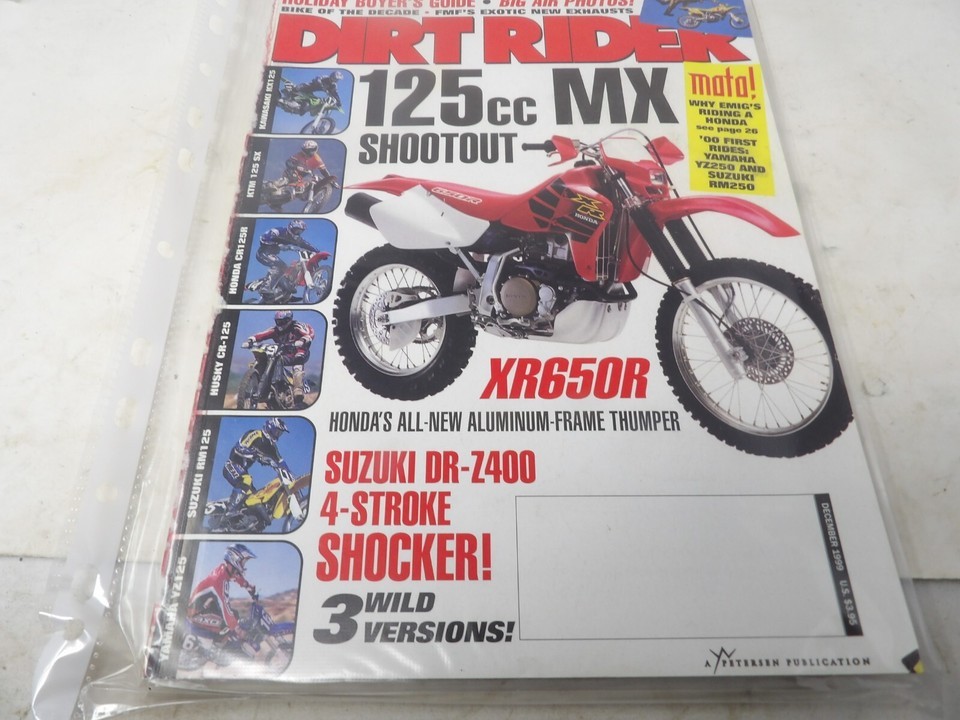 HOLIDAY BUYER'S GUIDE • BIG AIR PHOTOS!
BIKE OF THE DECADE • FMF'S EXOTIC NEW EXHAUSTS
DIRT RIDER
125cc MX
SHOOTOUT
moto!
WHY EMIG'S
RIDING A
HONDA
see page 26
'00 FIRST
RIDES:
YAMAHA
YZ250 AND
SUZUKI
RM250
KAWASAKI KX125
KTM 125 SX
HONDA CR125R
HUSKY CR-125
SUZUKI RM125
YAMAHA YZ125
XR650R
XR
HONDA
XR650R
HONDA'S ALL-NEW ALUMINUM-FRAME THUMPER
SUZUKI DR-Z400
4-STROKE
SHOCKER!
3 WILD
VERSIONS!
DECEMBER 1999 U.S. $3.95
A PETERSEN PUBLICATION